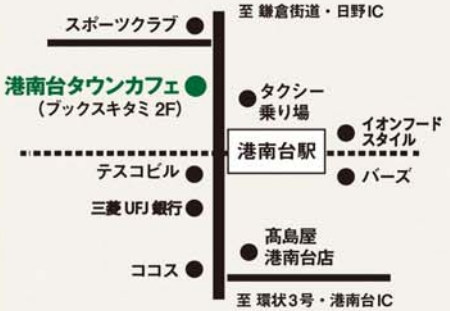 至 鎌倉街道・日野IC
スポーツクラブ
港南台タウンカフェ
(ブックスキタミ 2F)
タクシー
乗り場
イオンフード
スタイル
港南台駅
テスコビル
バーズ
三菱 UFJ 銀行
髙島屋
港南台店
ココス
至 環状3号・港南台IC